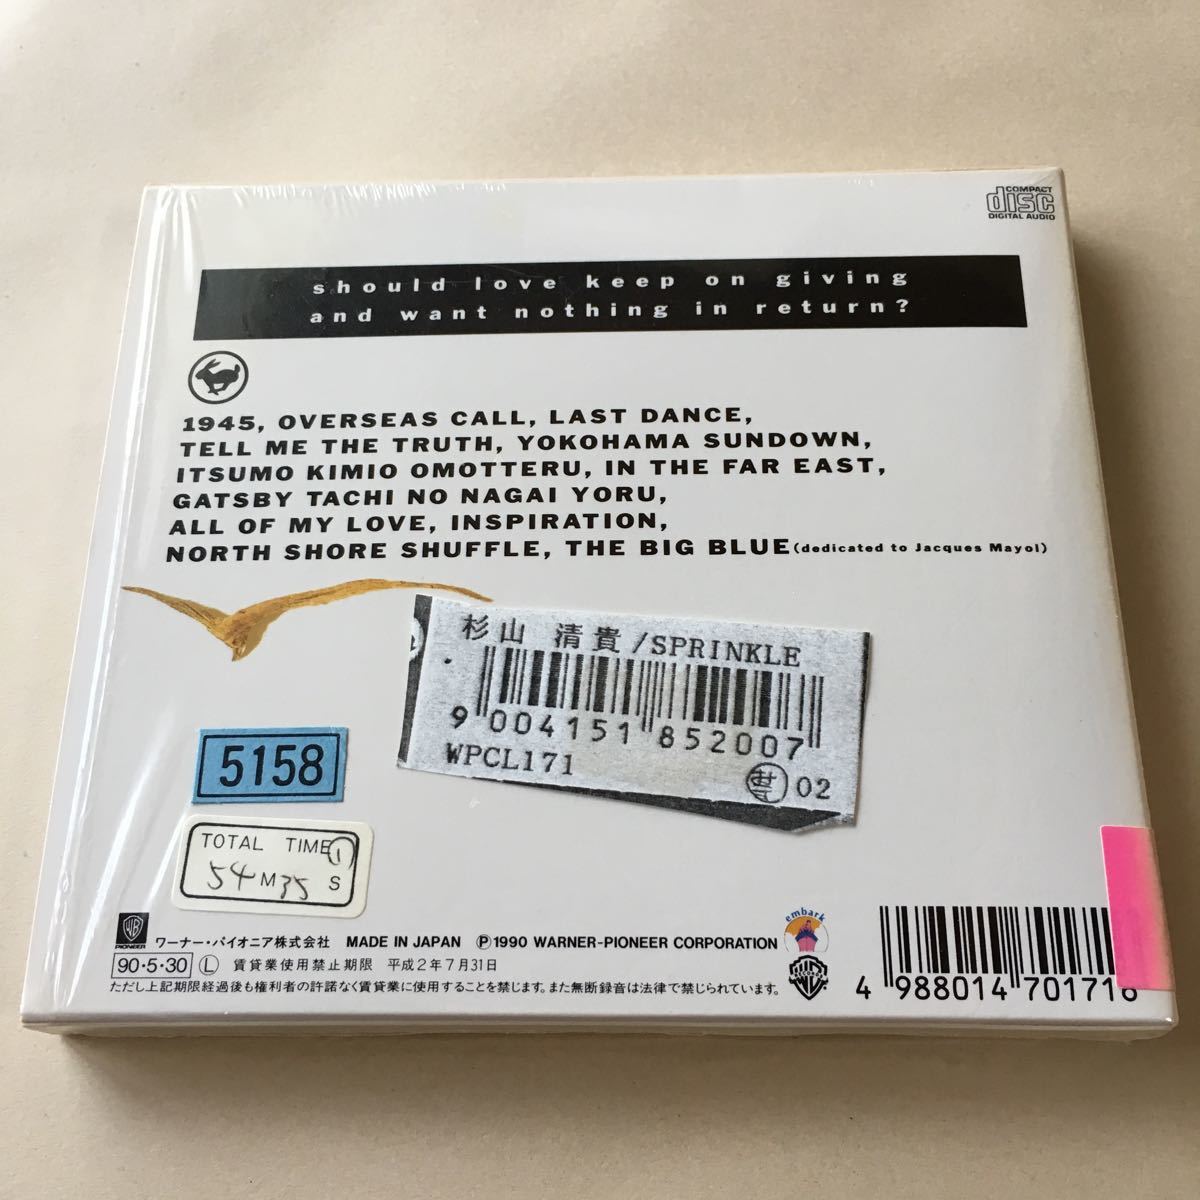 COMPACT
disc
DIGITAL AUDIO
should love keep on giving
and want nothing in return?
1945, OVERSEAS CALL, LAST DANCE,
TELL ME THE TRUTH, YOKOHAMA SUNDOWN,
ITSUMO KIMIO OMOTTERU, IN THE FAR EAST,
GATSBY TACHI NO NAGAI YORU,
ALL OF MY LOVE, INSPIRATION,
NORTH SHORE SHUFFLE, THE BIG BLUE(dedicated to Jacques Mayol)
杉山 清貴/SPRINKLE
9 004151 852007
WPCL171
02
5158
TOTAL TIME 1
54 M 35 S
PIONEER
ワーナー・パイオニア株式会社 MADE IN JAPAN Ⓟ1990 WARNER-PIONEER CORPORATION
90・5・30 Ⓛ 賃貸業使用禁止期限 平成2年7月31日
ただし上記期限経過後も権利者の許諾なく賃貸業に使用することを禁じます。また無断録音は法律で禁じられています。
embark
RECORDS
4 988014 701716